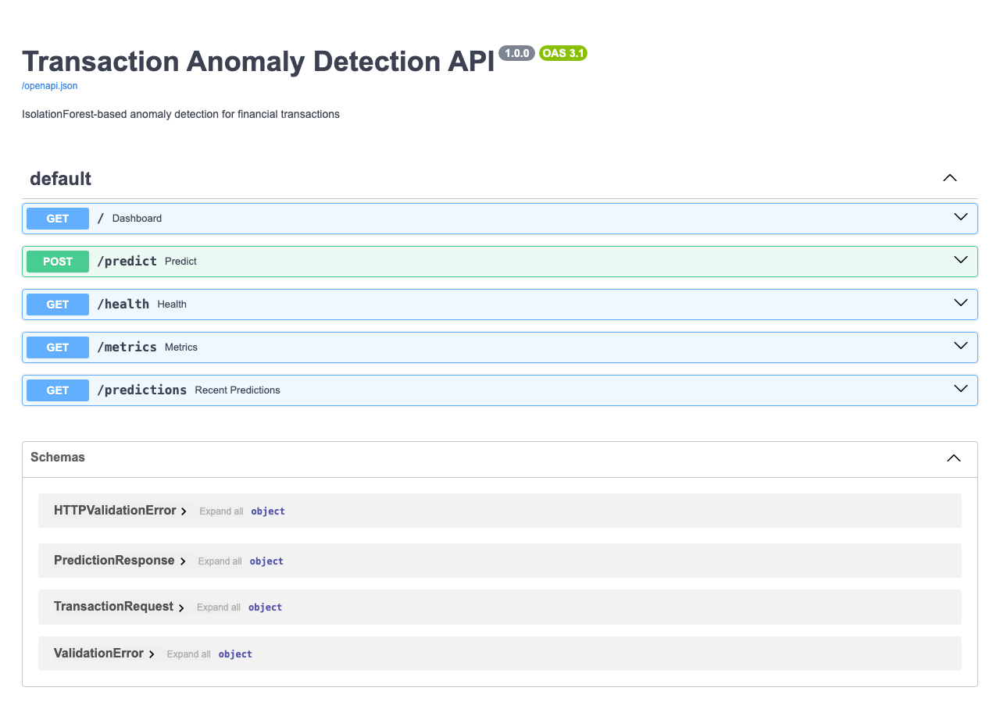 Transaction Anomaly Detection API 1.0.0 OAS 3.1
/openapi.json
IsolationForest-based anomaly detection for financial transactions
default
GET / Dashboard
POST /predict Predict
GET /health Health
GET /metrics Metrics
GET /predictions Recent Predictions
Schemas
HTTPValidationError Expand all object
PredictionResponse Expand all object
TransactionRequest Expand all object
ValidationError Expand all object